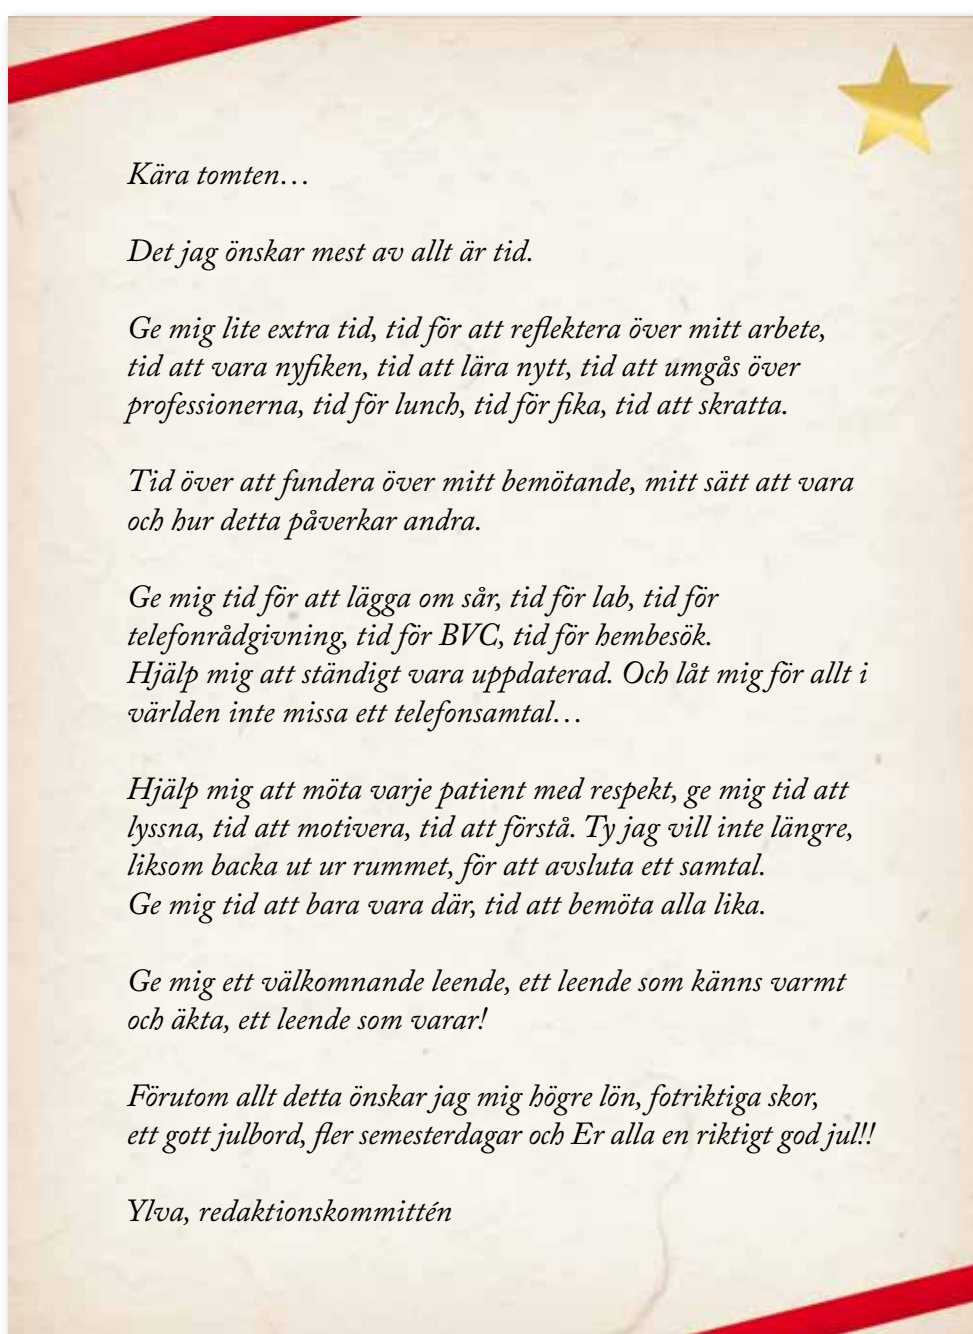 Kära tomten…
Det jag önskar mest av allt är tid.
Ge mig lite extra tid, tid för att reflektera över mitt arbete,
tid att vara nyfiken, tid att lära nytt, tid att umgås över
professionerna, tid för lunch, tid för fika, tid att skratta.
Tid över att fundera över mitt bemötande, mitt sätt att vara
och hur detta påverkar andra.
Ge mig tid för att lägga om sår, tid för lab, tid för
telefonrådgivning, tid för BVC, tid för hembesök.
Hjälp mig att ständigt vara uppdaterad. Och låt mig för allt i
världen inte missa ett telefonsamtal…
Hjälp mig att möta varje patient med respekt, ge mig tid att
lyssna, tid att motivera, tid att förstå. Ty jag vill inte längre,
liksom backa ut ur rummet, för att avsluta ett samtal.
Ge mig tid att bara vara där, tid att bemöta alla lika.
Ge mig ett välkomnande leende, ett leende som känns varmt
och äkta, ett leende som varar!
Förutom allt detta önskar jag mig högre lön, fotriktiga skor,
ett gott julbord, fler semesterdagar och Er alla en riktigt god jul!!
Ylva, redaktionskommittén